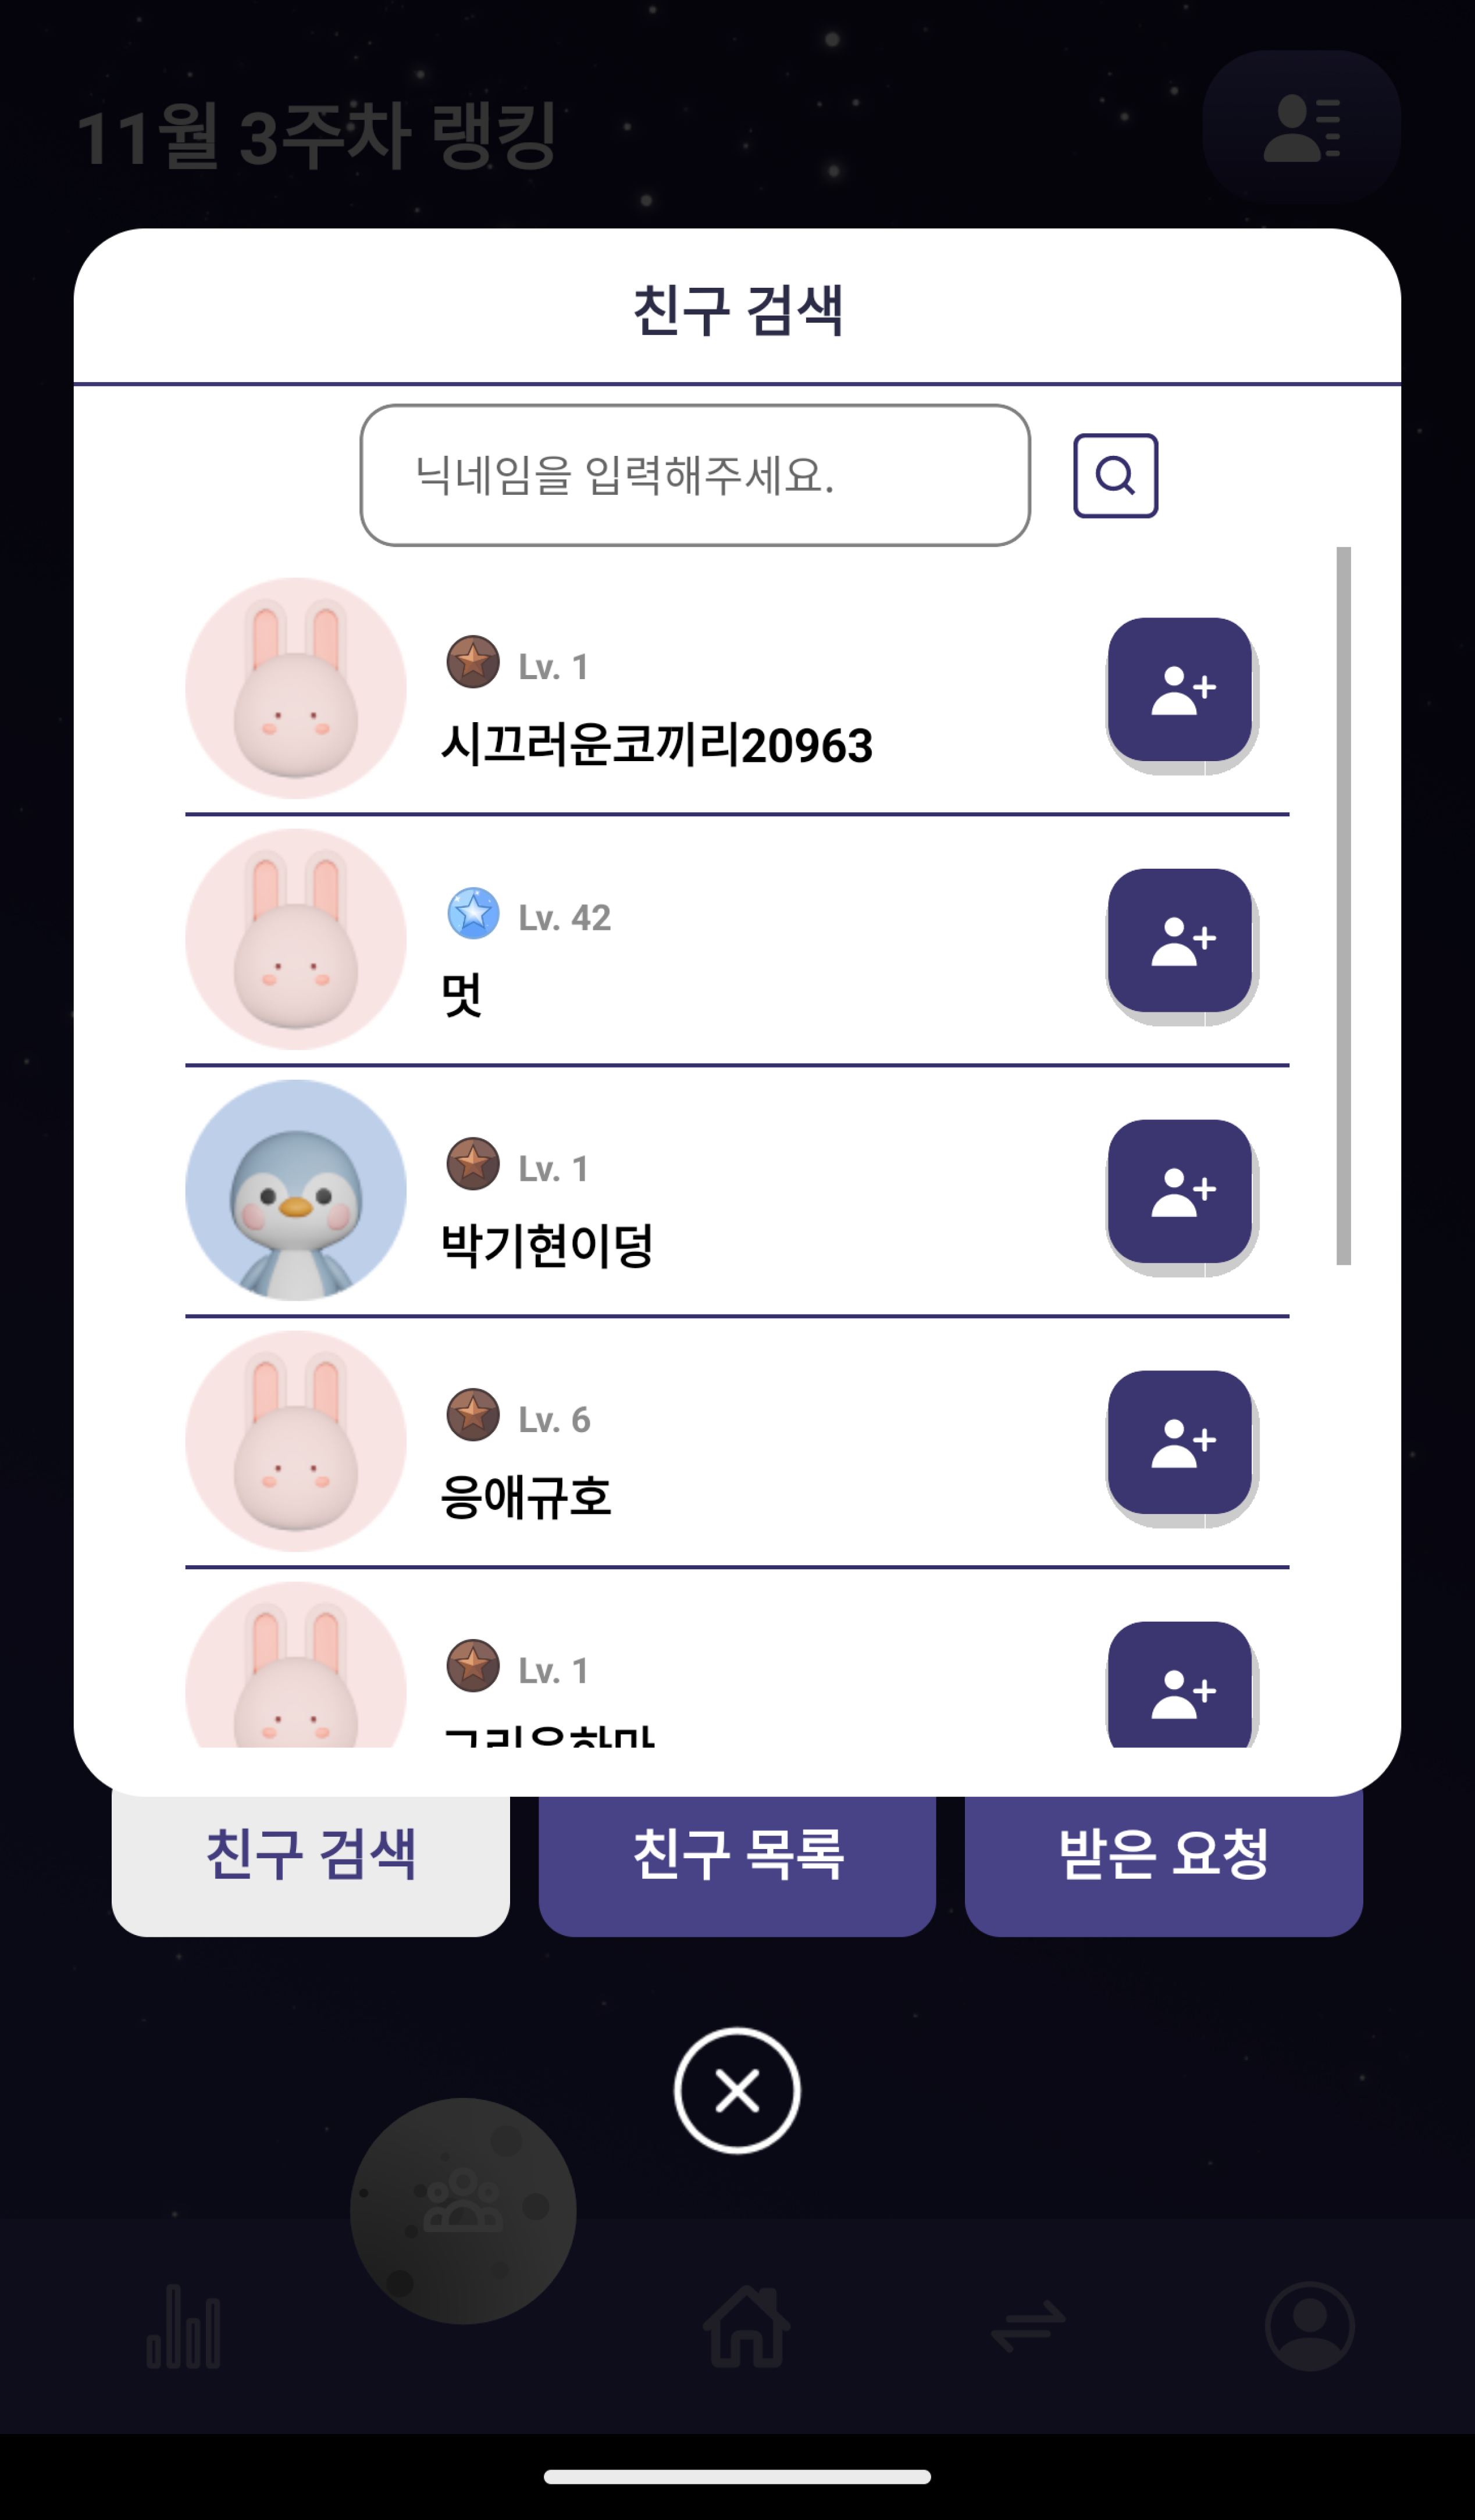 11월 3주차 랭킹
친구 검색
닉네임을 입력해주세요.
Lv. 1
시끄러운코끼리20963
Lv. 42
멋
Lv. 1
박기현이덩
Lv. 6
응애규호
Lv. 1
친구 검색
친구 목록
받은 요청